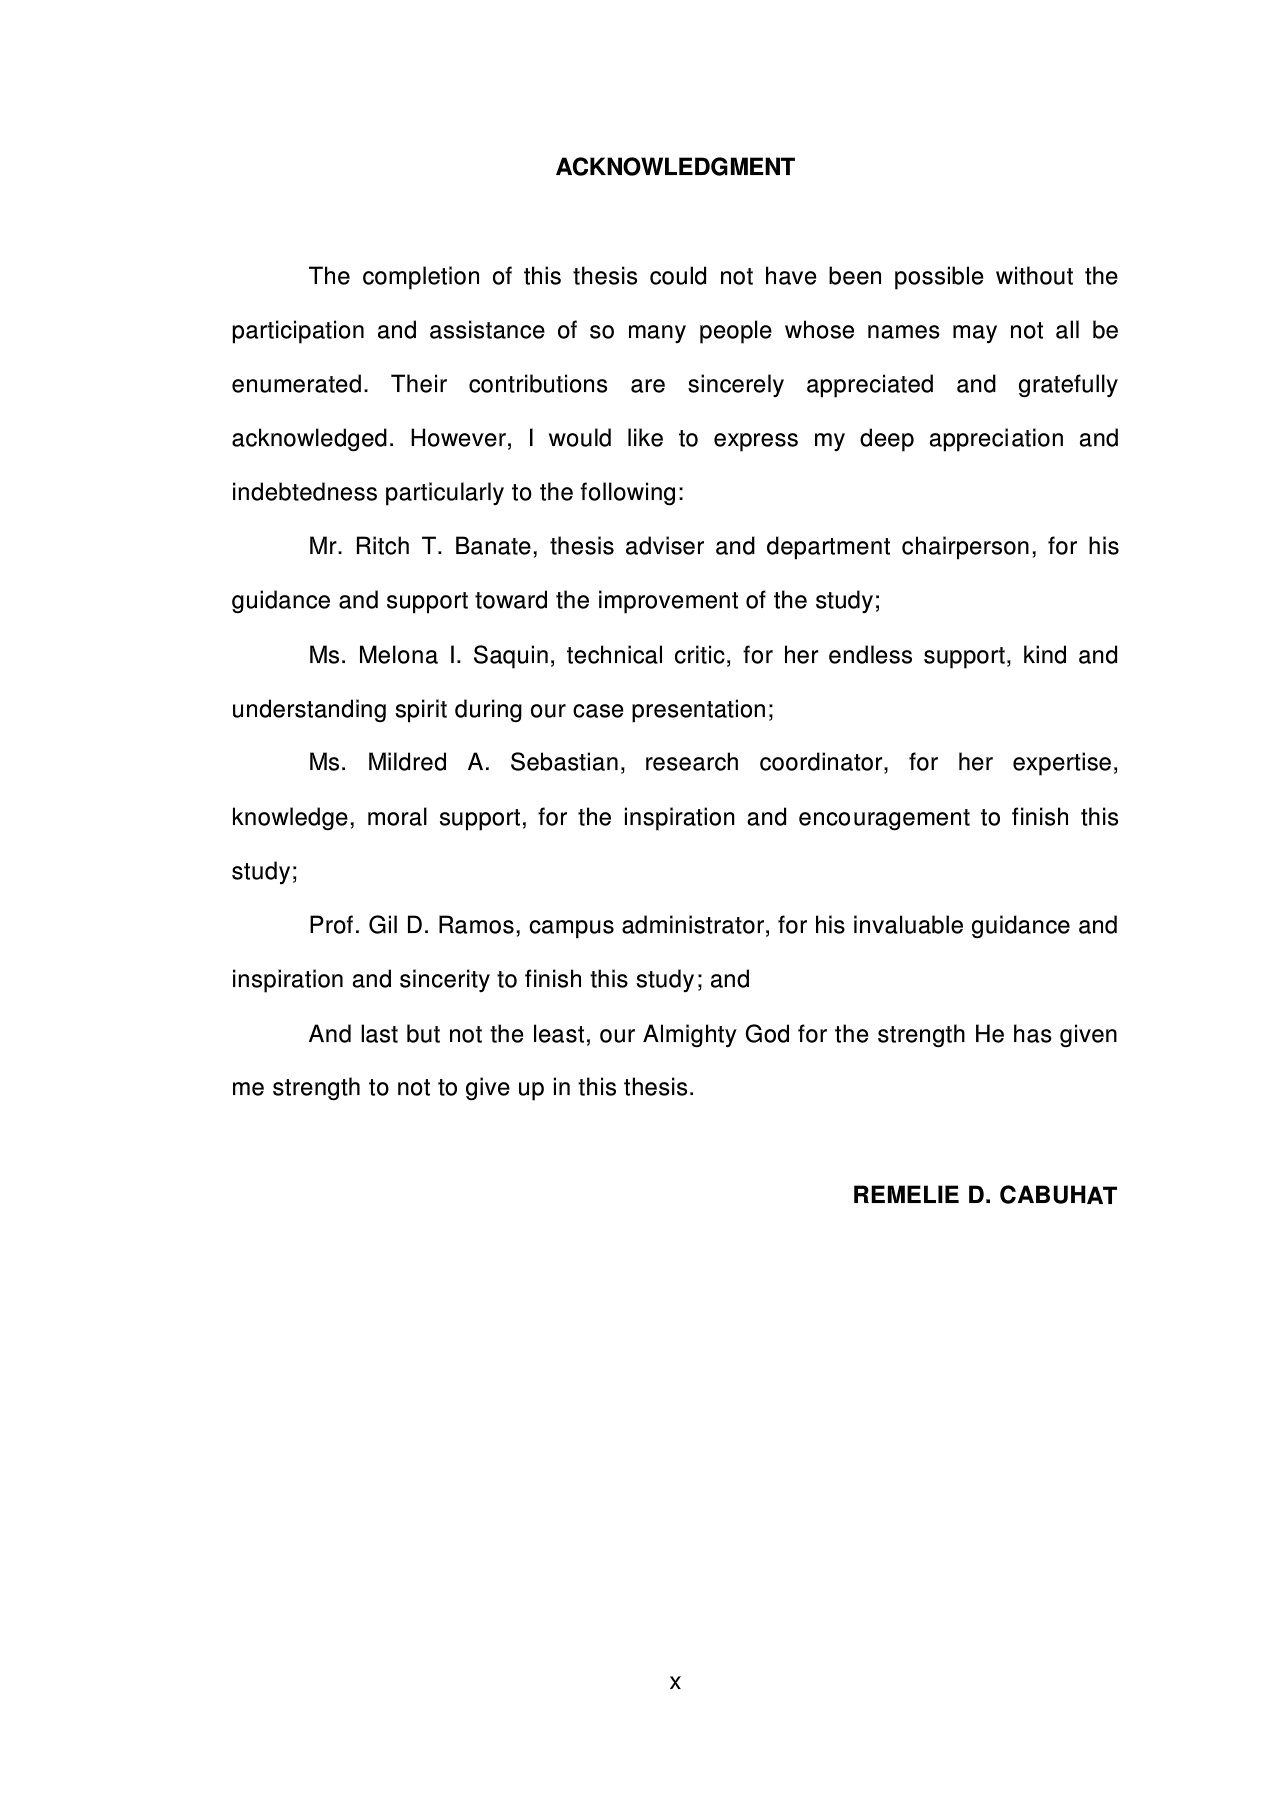 ACKNOWLEDGMENT
The completion of this thesis could not have been possible without the
participation and assistance of so many people whose names may not all be
enumerated. Their contributions are sincerely appreciated and gratefully
acknowledged. However, I would like to express my deep appreciation and
indebtedness particularly to the following:
Mr. Ritch T. Banate, thesis adviser and department chairperson, for his
guidance and support toward the improvement of the study;
Ms. Melona I. Saquin, technical critic, for her endless support, kind and
understanding spirit during our case presentation;
Ms. Mildred A. Sebastian, research coordinator, for her expertise,
knowledge, moral support, for the inspiration and encouragement to finish this
study;
Prof. Gil D. Ramos, campus administrator, for his invaluable guidance and
inspiration and sincerity to finish this study; and
And last but not the least, our Almighty God for the strength He has given
me strength to not to give up in this thesis.
REMELIE D. CABUHAT
x